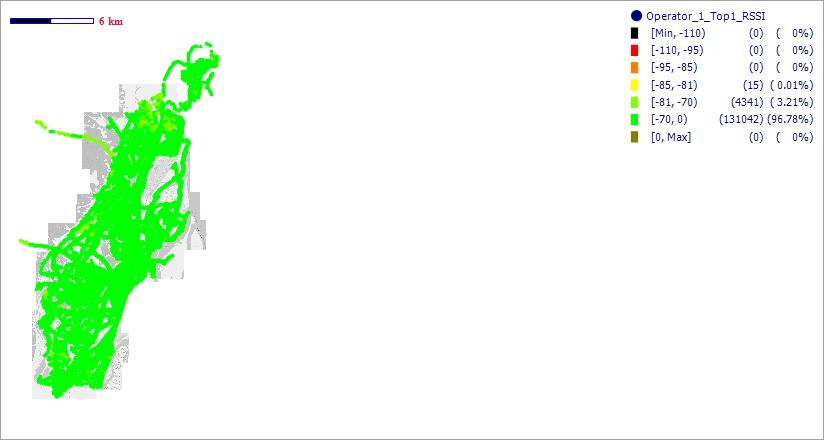 6 km
Operator_1_Top1_RSSI
[Min, -110) (0) ( 0%)
[-110, -95) (0) ( 0%)
[-95, -85) (0) ( 0%)
[-85, -81) (15) ( 0.01%)
[-81, -70) (4341) ( 3.21%)
[-70, 0) (131042) (96.78%)
[0, Max] (0) ( 0%)